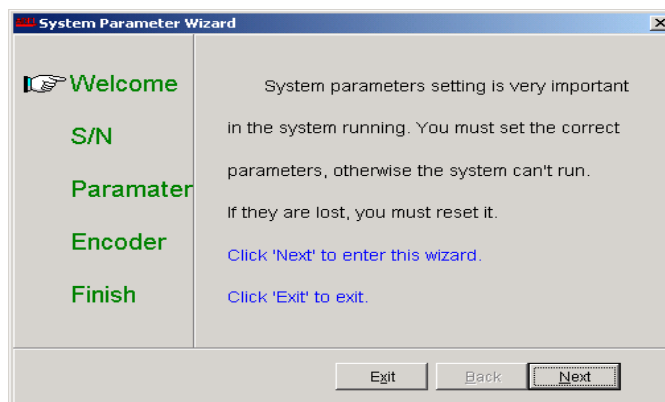 System Parameter Wizard
Welcome
S/N
Paramater
Encoder
Finish
System parameters setting is very important
in the system running. You must set the correct
parameters, otherwise the system can't run.
If they are lost, you must reset it.
Click 'Next' to enter this wizard.
Click 'Exit' to exit.
Exit
Back
Next